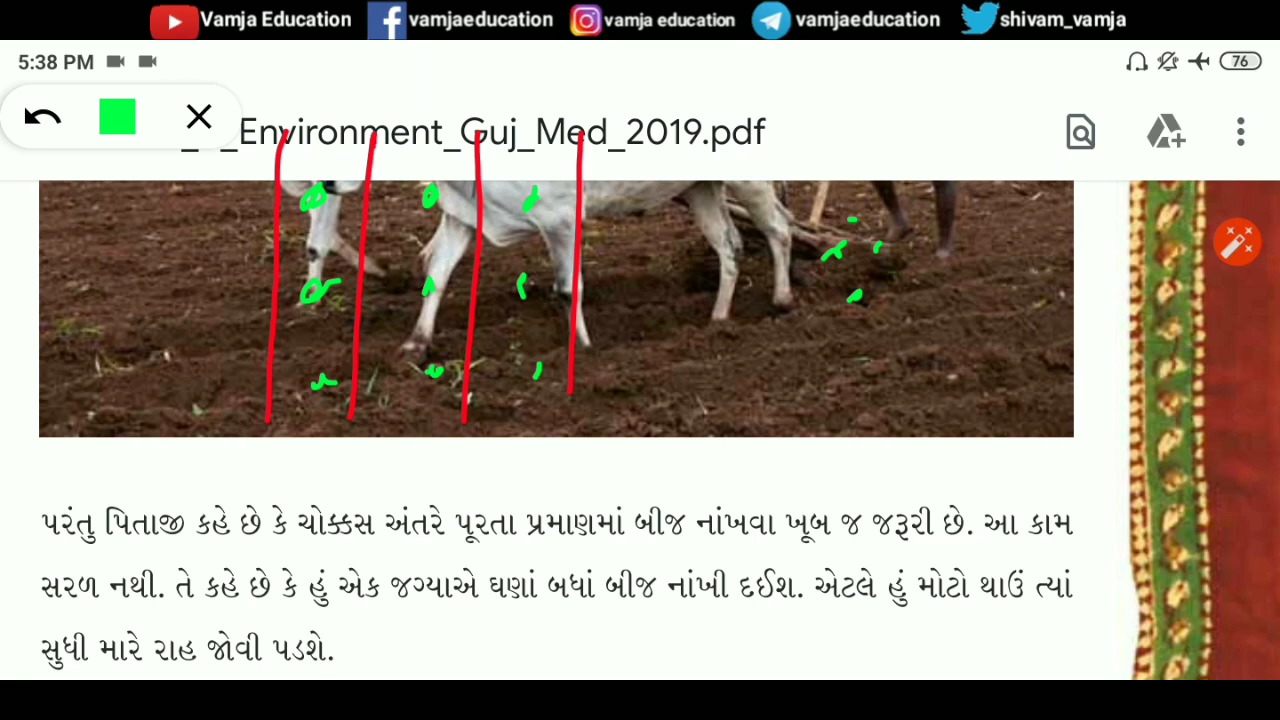 Vamja Education vamjaeducation vamja education vamjaeducation shivam_vamja
5:38 PM 76
_Environment_Guj_Med_2019.pdf
પરંતુ પિતાજી કહે છે કે ચોક્કસ અંતરે પૂરતા પ્રમાણમાં બીજ નાંખવા ખૂબ જ જરૂરી છે. આ કામ
સરળ નથી. તે કહે છે કે હું એક જગ્યાએ ઘણાં બધાં બીજ નાંખી દઈશ. એટલે હું મોટો થાઉં ત્યાં
સુધી મારે રાહ જોવી પડશે.